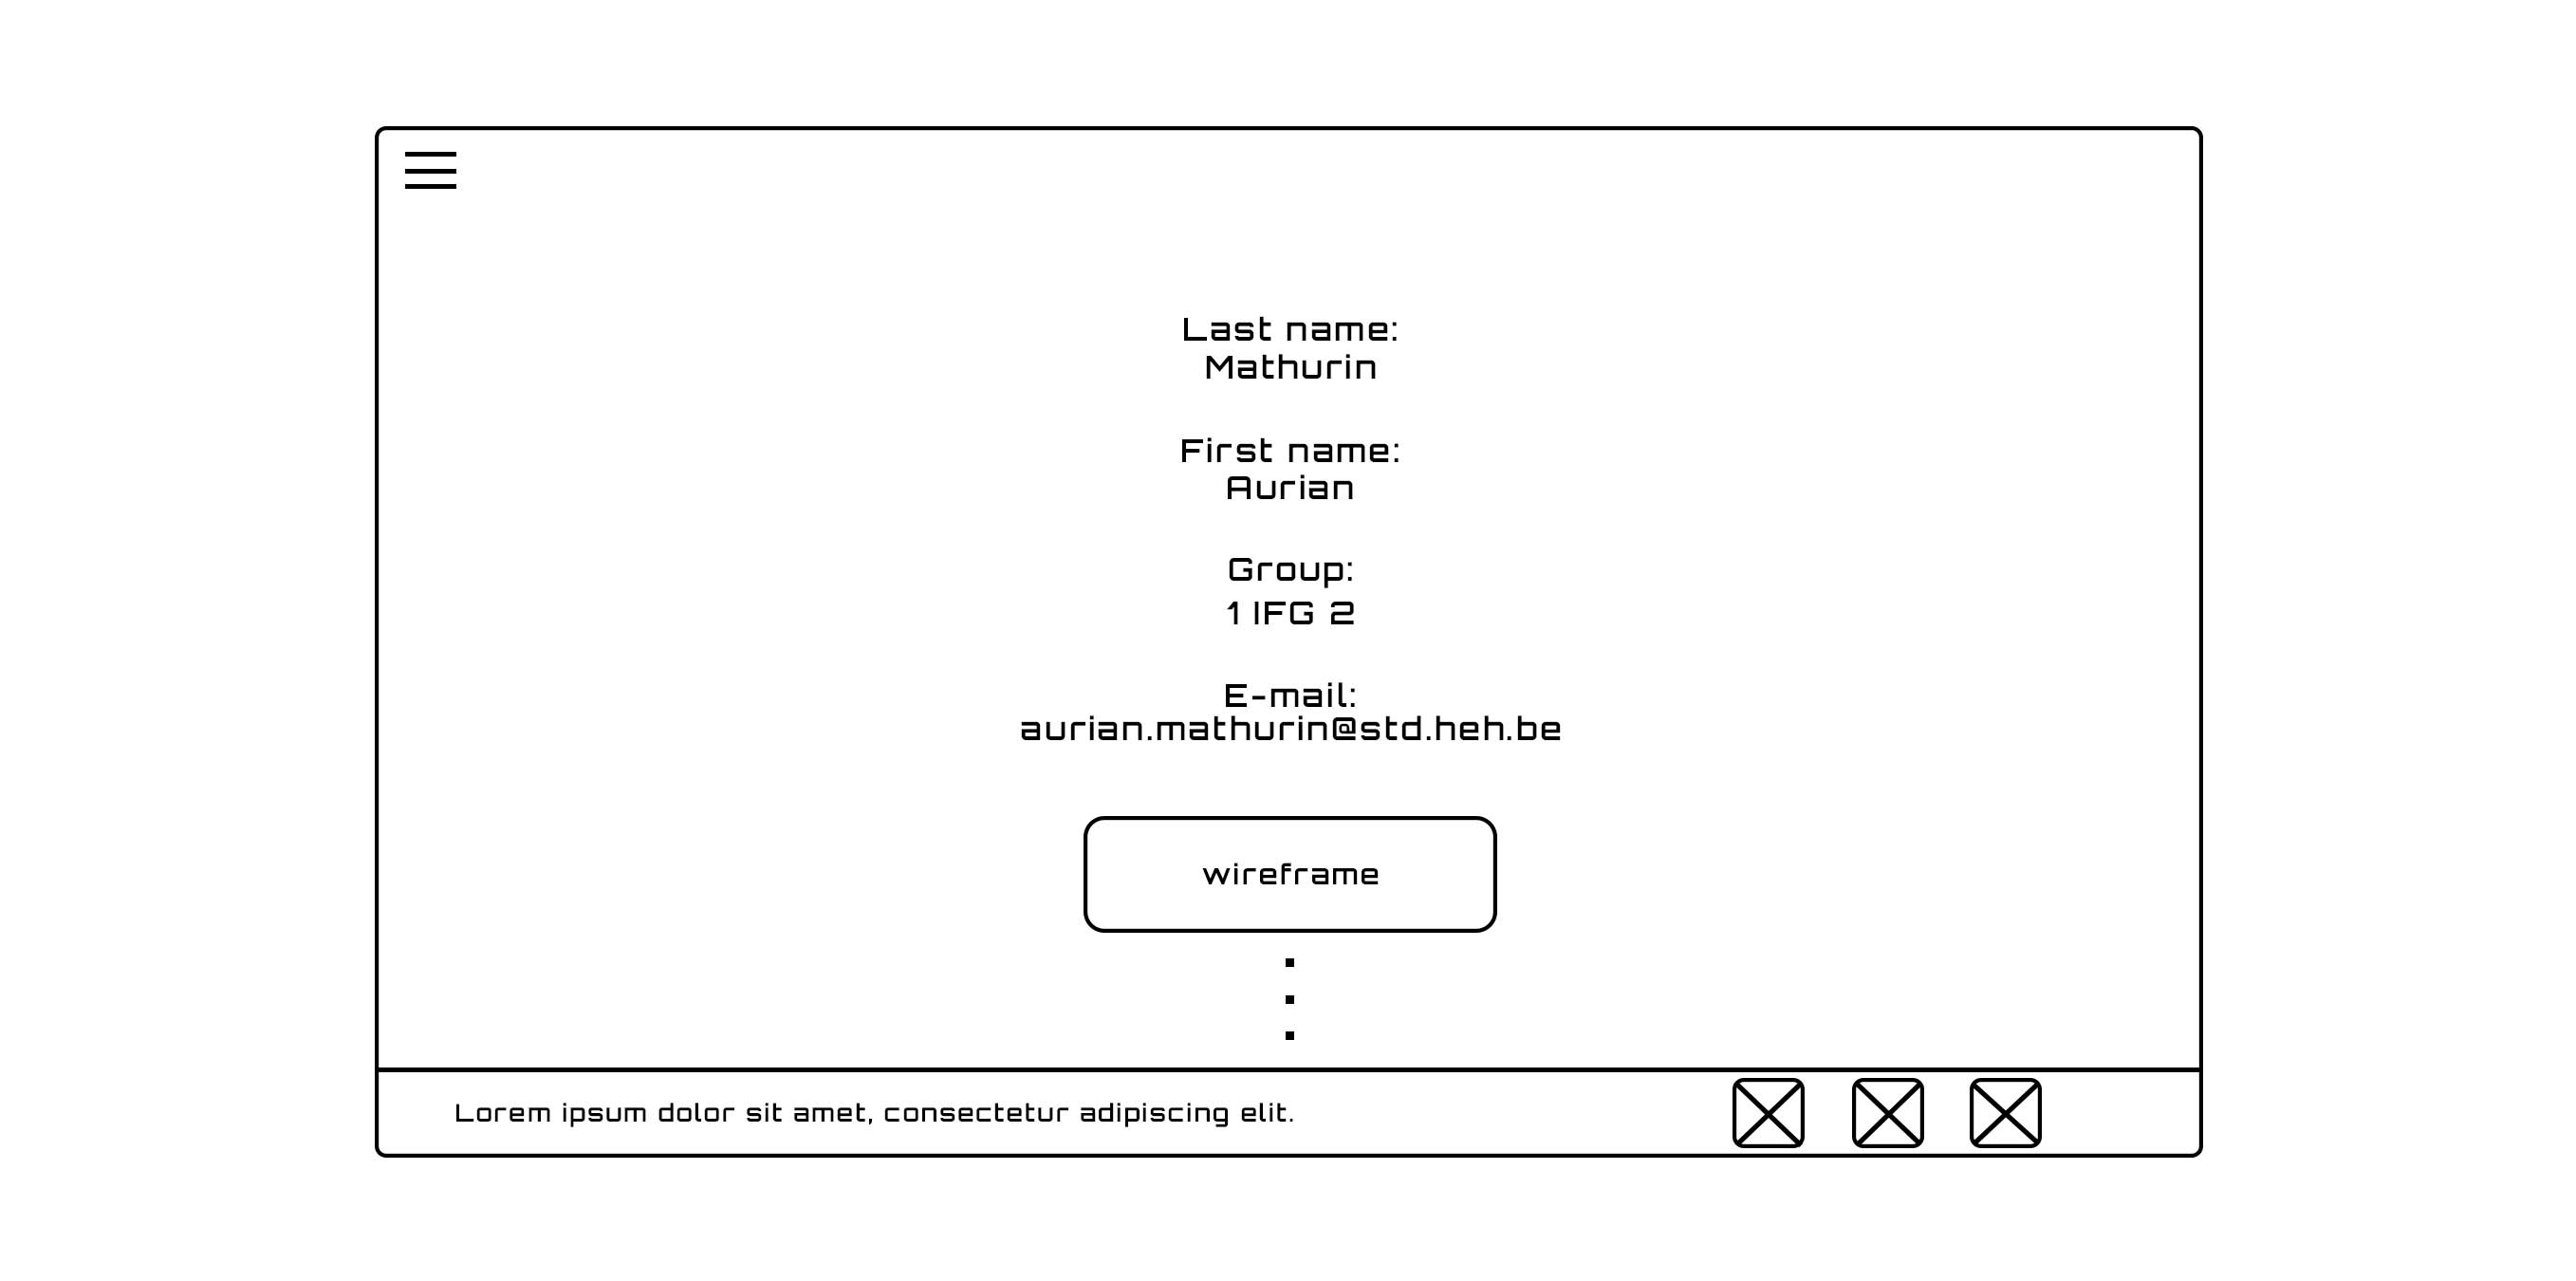 Last name:
Mathurin
First name:
Aurian
Group:
1 IFG 2
E-mail:
aurian.mathurin@std.heh.be
wireframe
Lorem ipsum dolor sit amet, consectetur adipiscing elit.